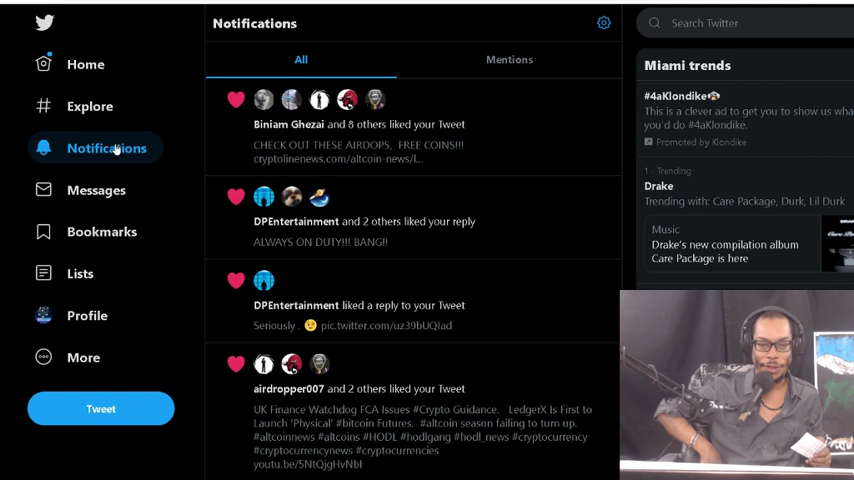 Home
Explore
Notifications
Messages
Bookmarks
Lists
Profile
More
Tweet
Notifications
All
Mentions
Biniam Ghezai and 8 others liked your Tweet
CHECK OUT THESE AIRDOPS, FREE COINS!!!
cryptolinenews.com/altcoin-news/l...
DPEntertainment and 2 others liked your reply
ALWAYS ON DUTY!!! BANG!!
DPEntertainment liked a reply to your Tweet
Seriously . 😉 pic.twitter.com/uz39bUQIad
airdropper007 and 2 others liked your Tweet
UK Finance Watchdog FCA Issues #Crypto Guidance. LedgerX Is First to
Launch 'Physical' #bitcoin Futures. #altcoin season failing to turn up.
#altcoinnews #altcoins #HODL #hodlgang #hodl_news #cryptocurrency
#cryptocurrencynews #cryptocurrencies
youtu.be/5NtQjgHvNbI
Search Twitter
Miami trends
#4aKlondike
This is a clever ad to get you to show us wha
you'd do #4aKlondike.
Promoted by Klondike
1 · Trending
Drake
Trending with: Care Package, Durk, Lil Durk
Music
Drake's new compilation album
Care Package is here